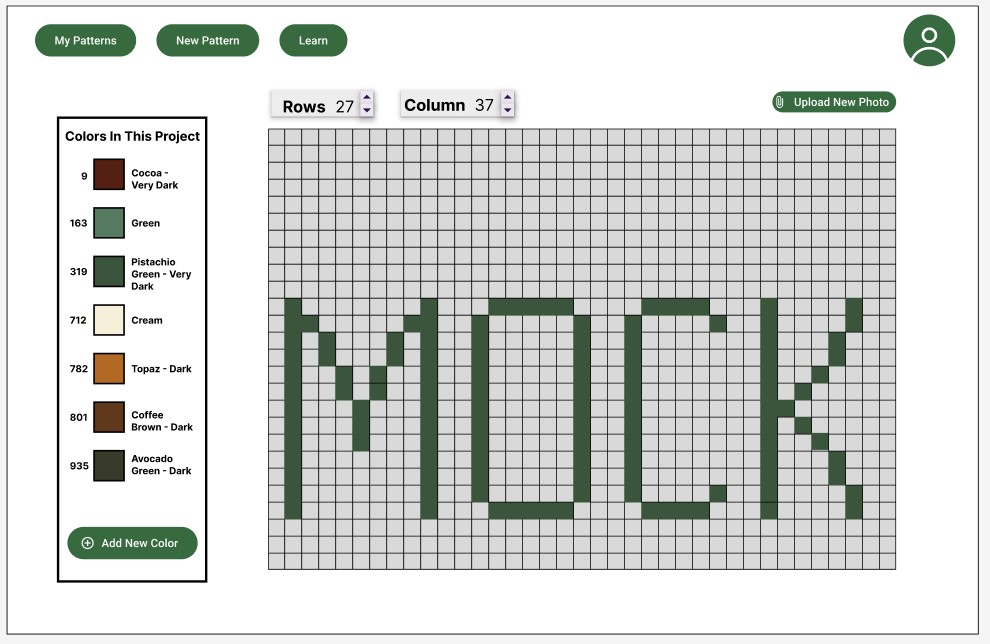 My Patterns
New Pattern
Learn
Rows 27
Column 37
Upload New Photo
Colors In This Project
9
Cocoa -
Very Dark
163
Green
319
Pistachio
Green - Very
Dark
712
Cream
782
Topaz - Dark
801
Coffee
Brown - Dark
935
Avocado
Green - Dark
Add New Color
MOCK